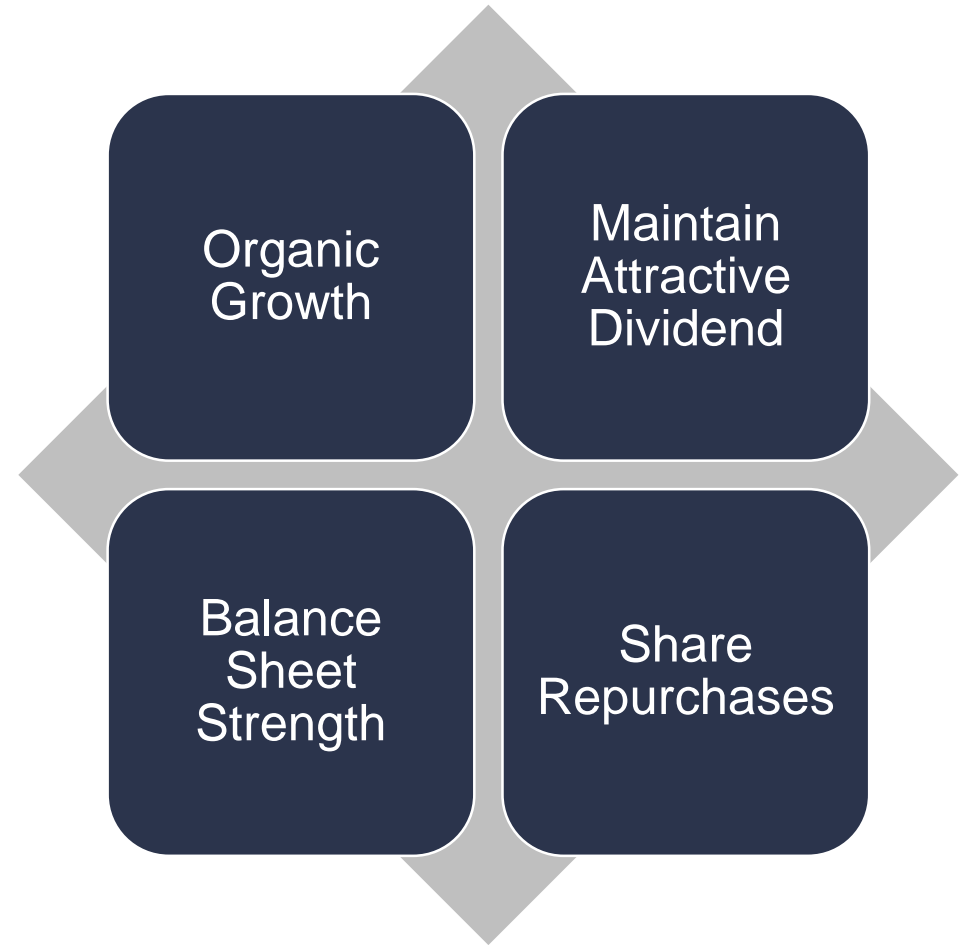 Organic
Growth
Maintain
Attractive
Dividend
Balance
Sheet
Strength
Share
Repurchases